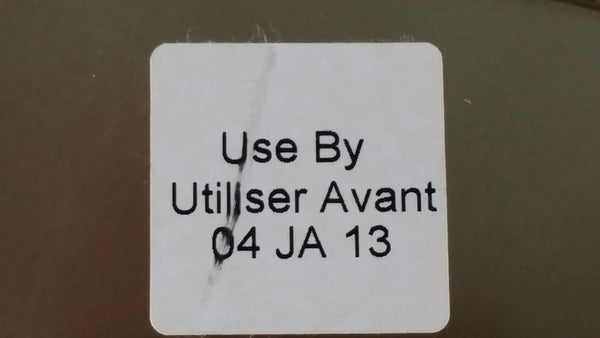 Use By
Utiliser Avant
04 JA 13